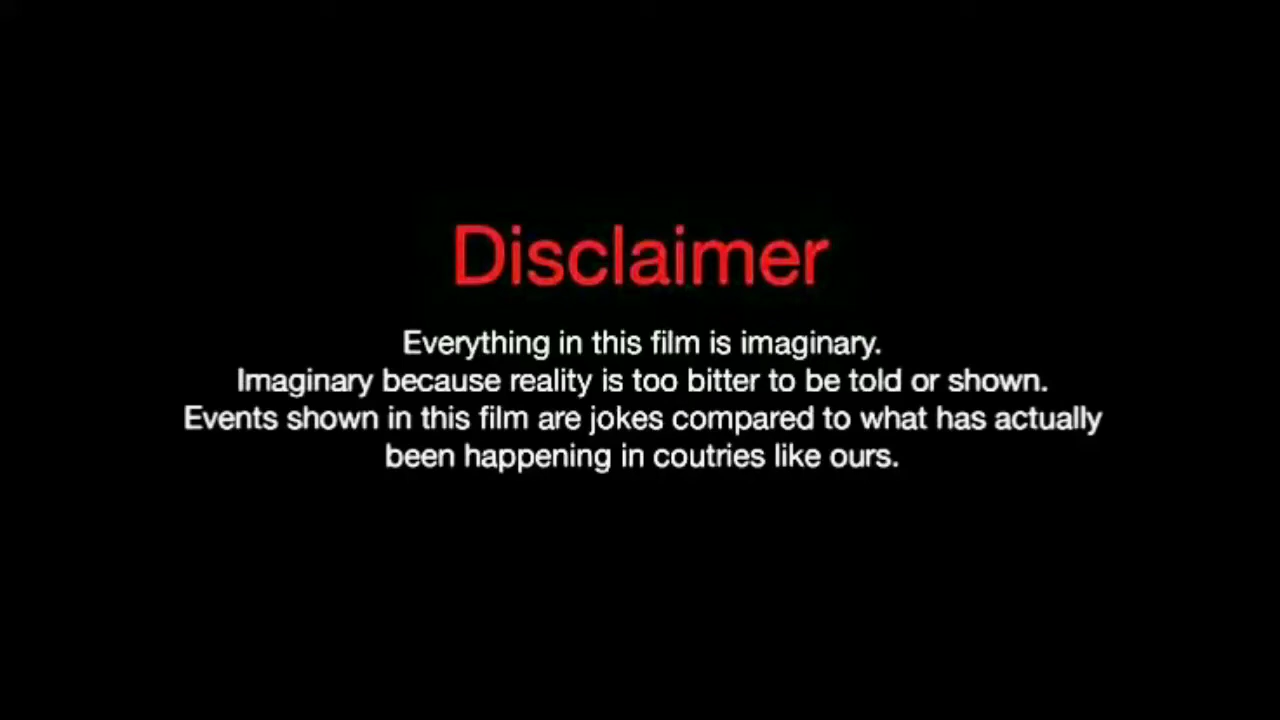 Disclaimer
Everything in this film is imaginary.
Imaginary because reality is too bitter to be told or shown.
Events shown in this film are jokes compared to what has actually
been happening in coutries like ours.